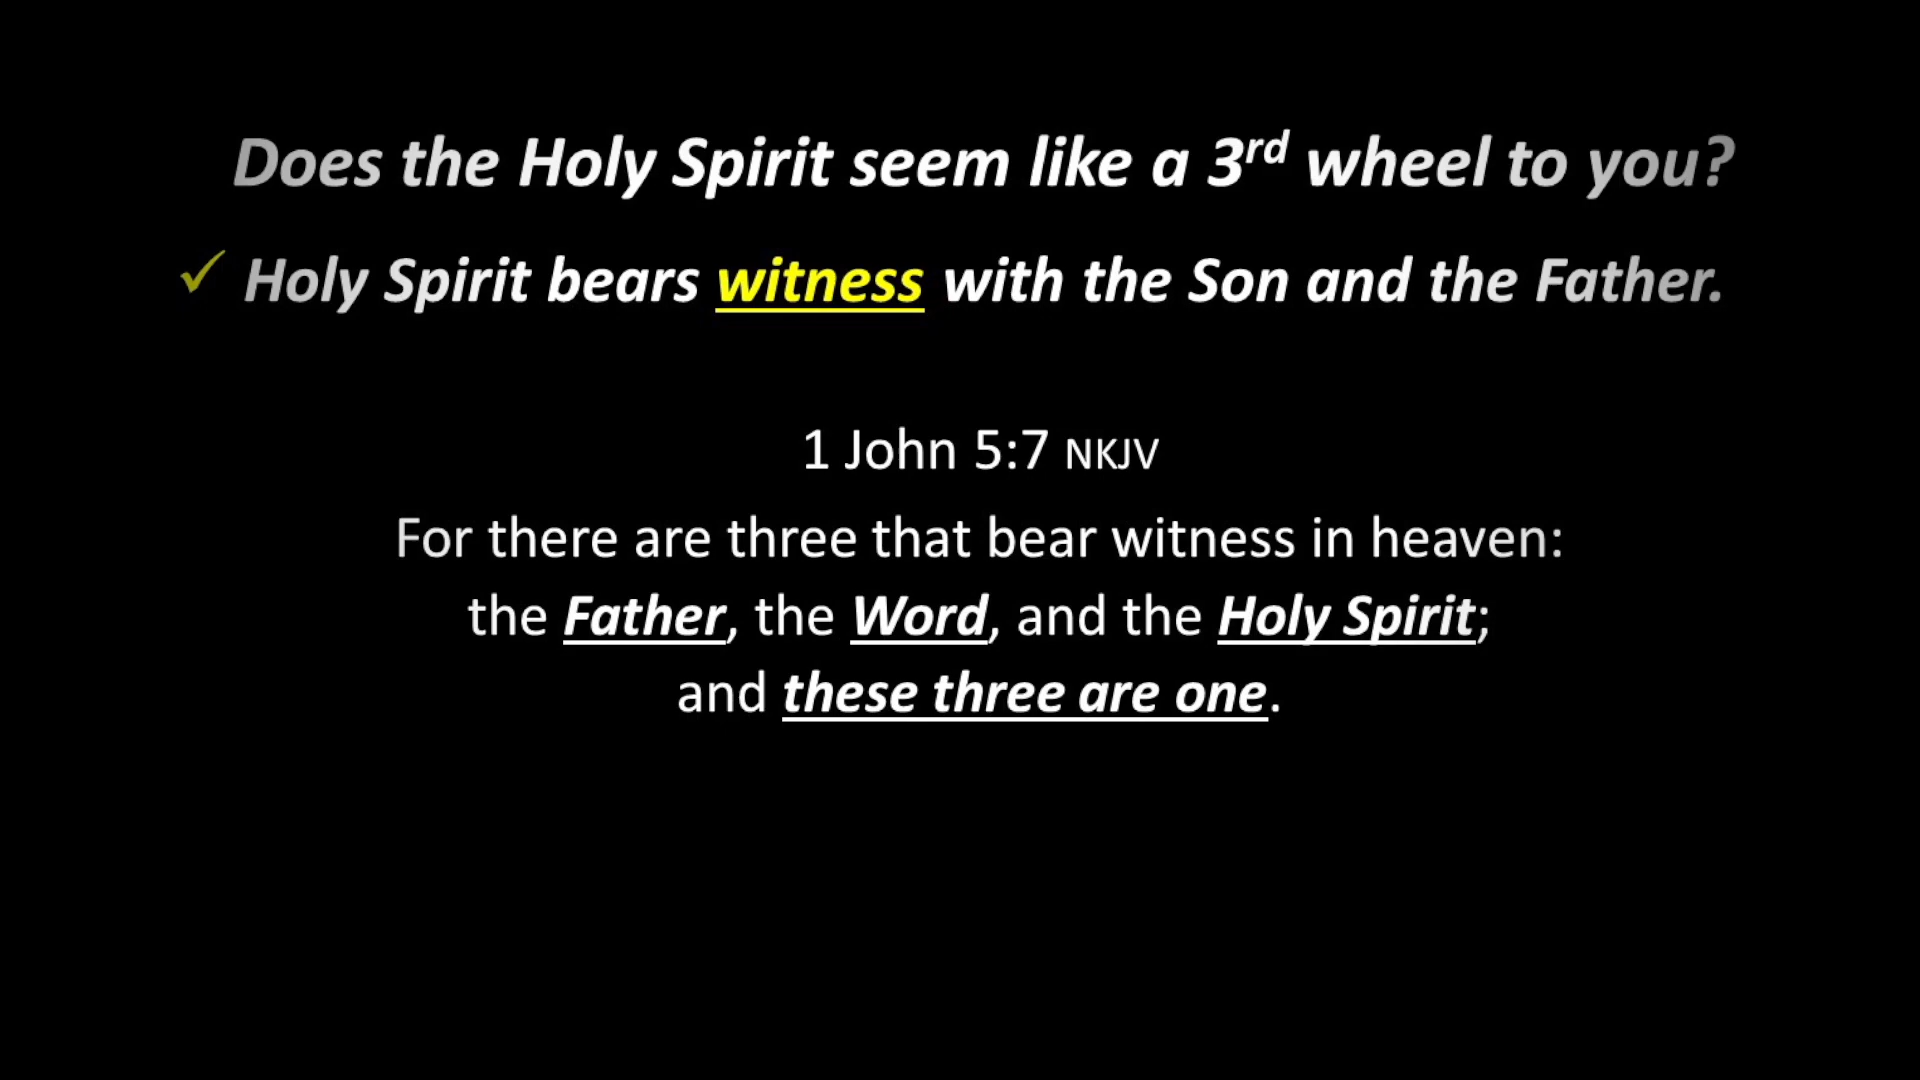 Does the Holy Spirit seem like a 3rd wheel to you?
✓ Holy Spirit bears witness with the Son and the Father.
1 John 5:7 NKJV
For there are three that bear witness in heaven:
the Father, the Word, and the Holy Spirit;
and these three are one.